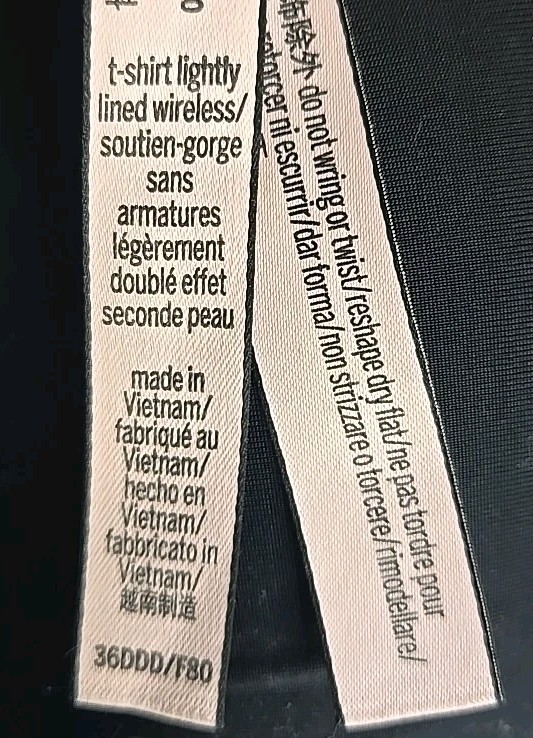 t-shirt lightly
lined wireless/
soutien-gorge
sans
armatures
légèrement
doublé effet
seconde peau
made in
Vietnam/
fabriqué au
Vietnam/
hecho en
Vietnam/
fabbricato in
Vietnam/
越南制造
36DDD/F80
除外 do not wring or twist/reshape dry flat/ne pas tordre pour
retorcer ni escurrir/dar forma/non strizzare o torcere/rimodellare/